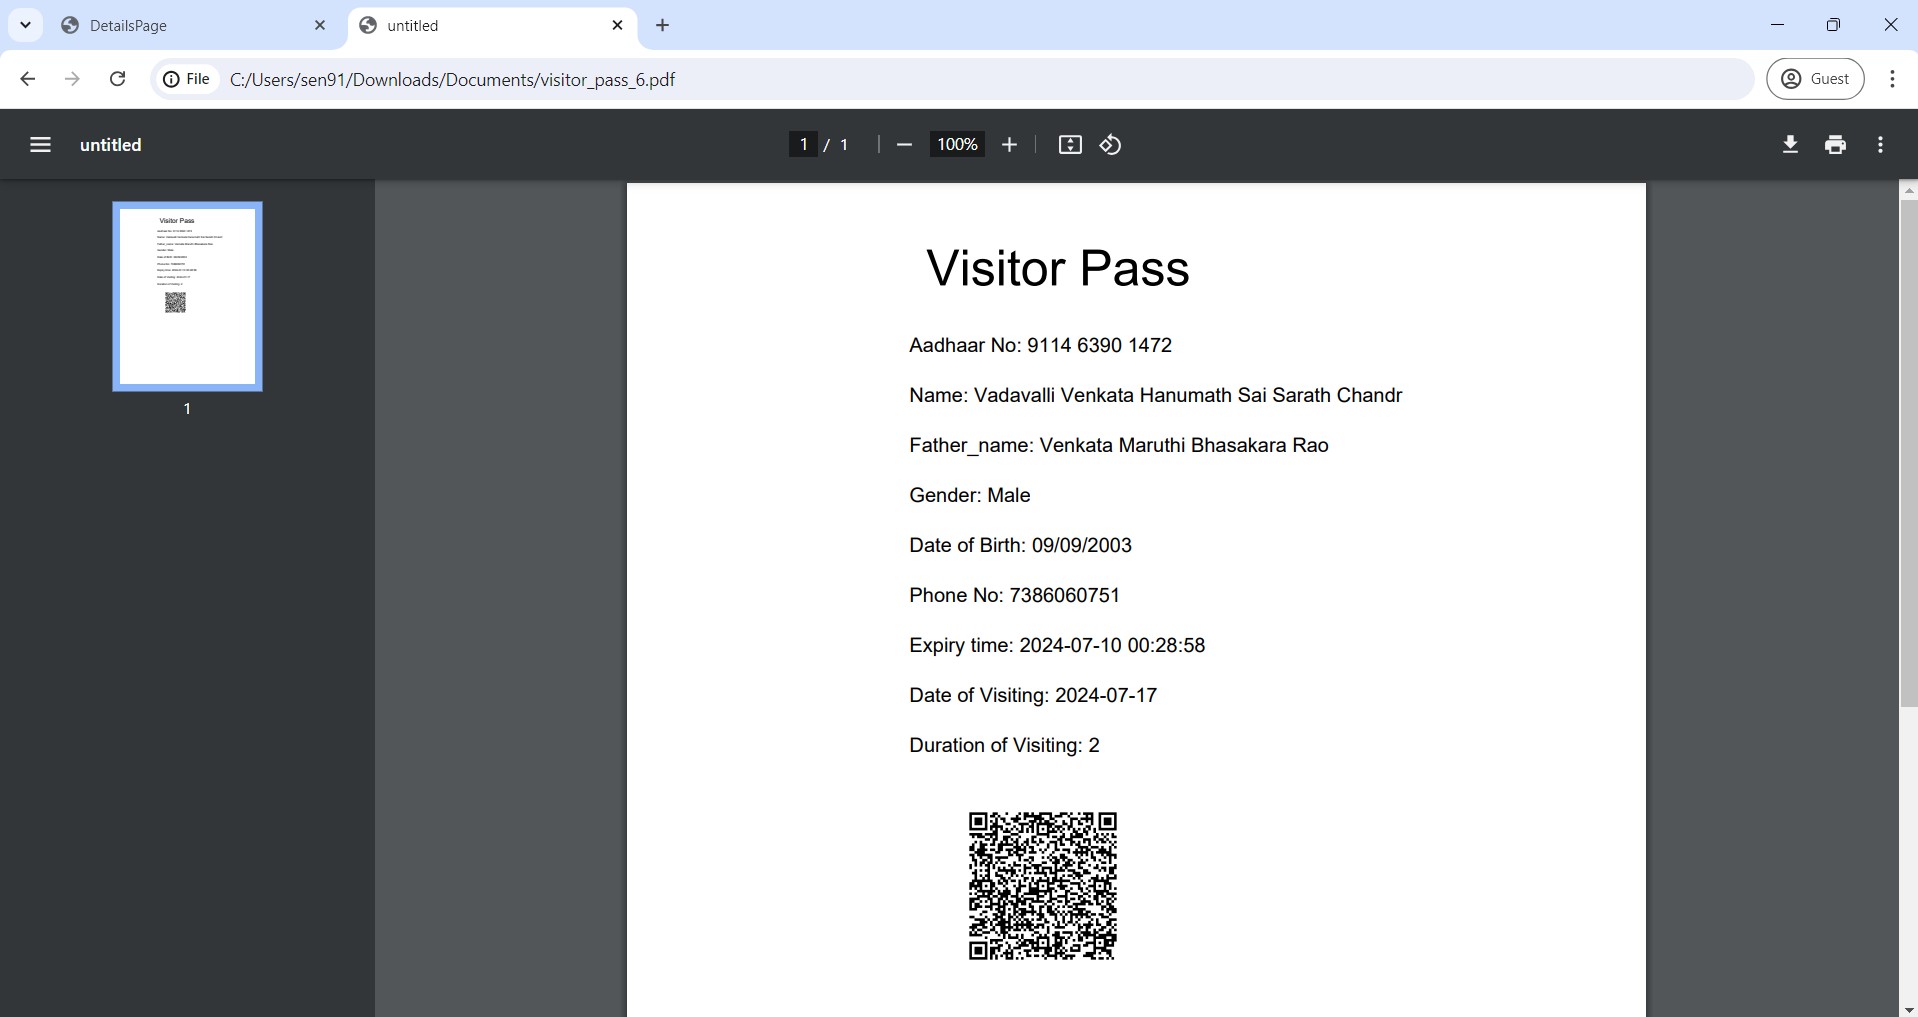 DetailsPage
untitled
File
C:/Users/sen91/Downloads/Documents/visitor_pass_6.pdf
Guest
untitled
1 / 1
100%
Visitor Pass
1
Visitor Pass
Aadhaar No: 9114 6390 1472
Name: Vadavalli Venkata Hanumath Sai Sarath Chandr
Father_name: Venkata Maruthi Bhasakara Rao
Gender: Male
Date of Birth: 09/09/2003
Phone No: 7386060751
Expiry time: 2024-07-10 00:28:58
Date of Visiting: 2024-07-17
Duration of Visiting: 2